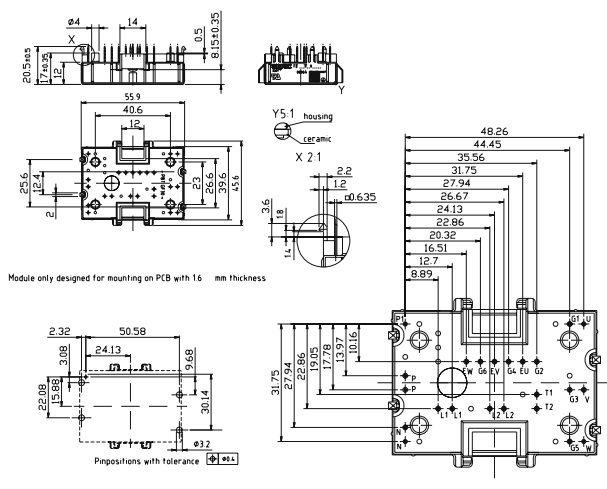 ø4
14
0.5
8.15±0.35
X
20.5±0.5
17±0.35
12
55.9
40.6
12
Y
Y5:1
housing
ceramic
X 2:1
2.2
1.2
□0.635
3.6
1.8
1.4
25.6
12.4
2
23
26.6
39.6
45.6
Module only designed for mounting on PCB with 1.6 mm thickness
48.26
44.45
35.56
31.75
27.94
26.67
24.13
22.86
20.32
16.51
12.7
8.89
31.75
27.94
22.86
19.05
17.78
13.97
10.16
P1
G1
U
EW
G6
EV
G4
EU
G2
P
P
G3
V
T1
T2
L1
L1
L2
L2
N
N
G5
W
2.32
50.58
3.08
24.13
9.68
22.08
15.88
30.14
ø3.2
Pinpositions with tolerance ⌖ ø0.4